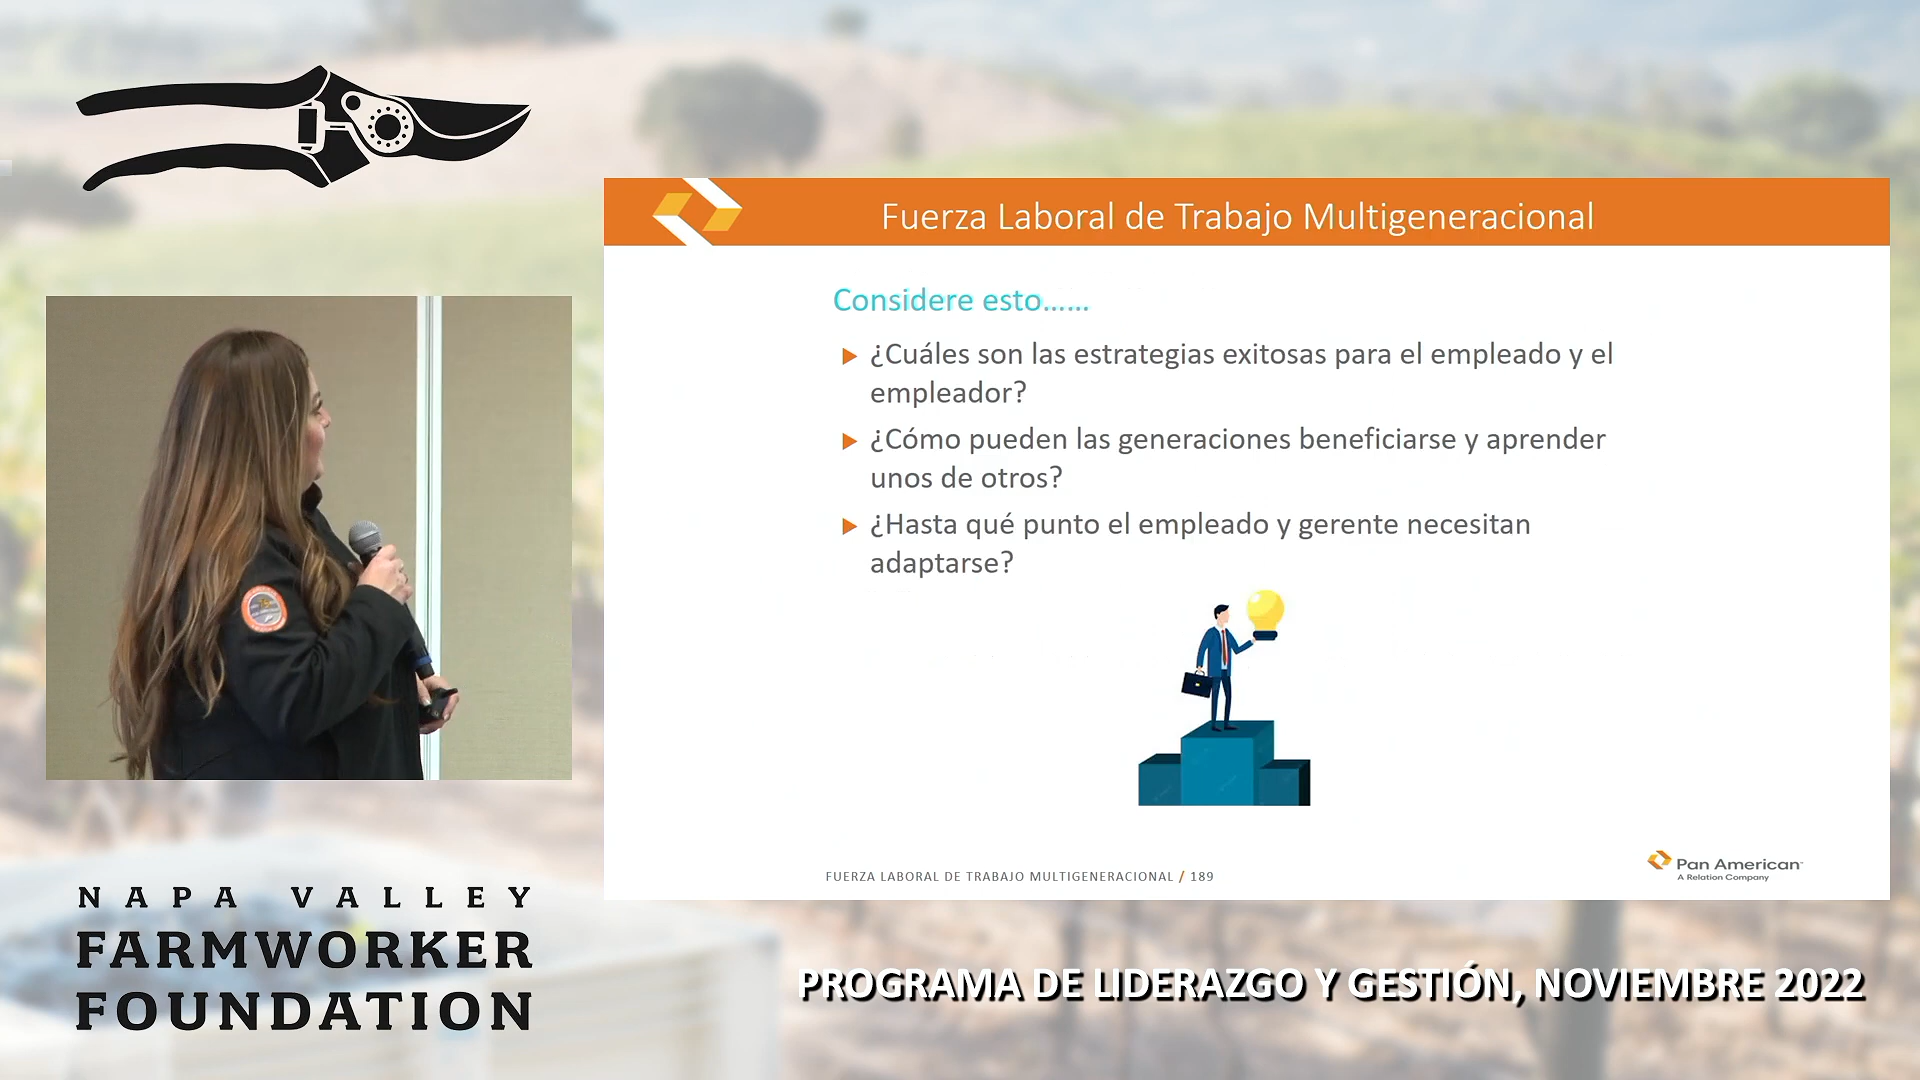 Fuerza Laboral de Trabajo Multigeneracional
Considere esto......
¿Cuáles son las estrategias exitosas para el empleado y el
empleador?
¿Cómo pueden las generaciones beneficiarse y aprender
unos de otros?
¿Hasta qué punto el empleado y gerente necesitan
adaptarse?
FUERZA LABORAL DE TRABAJO MULTIGENERACIONAL / 189
Pan American
A Relation Company
NAPA VALLEY
FARMWORKER
FOUNDATION
PROGRAMA DE LIDERAZGO Y GESTIÓN, NOVIEMBRE 2022